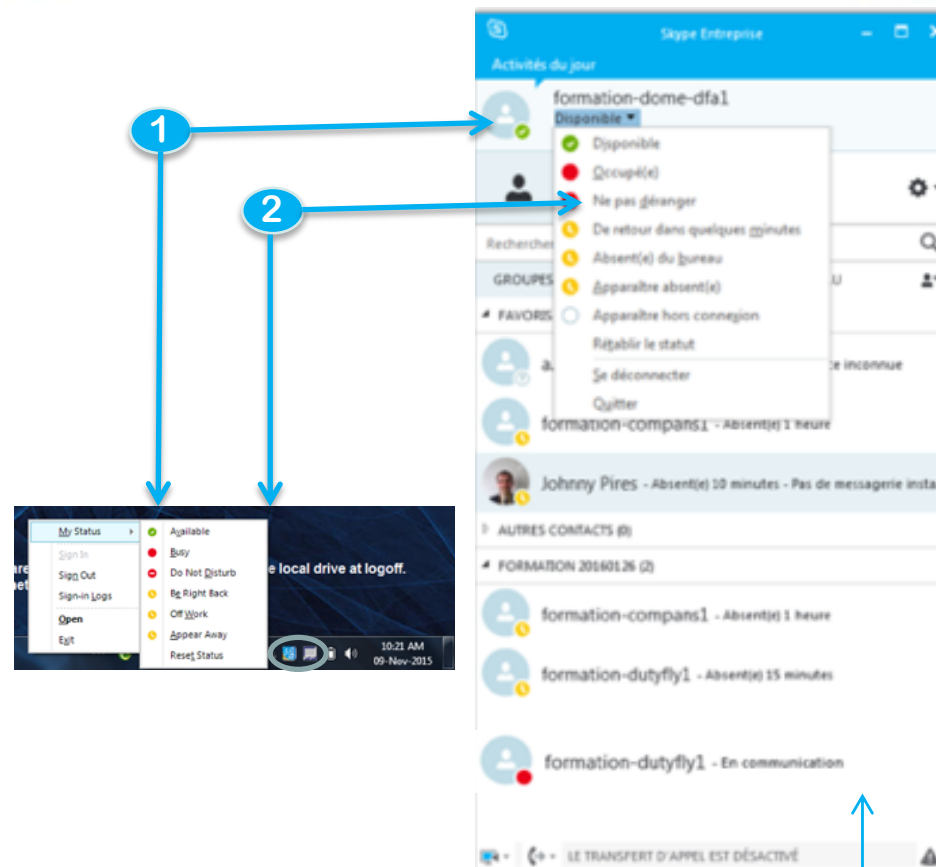 Skype Entreprise
Activités du jour
1
formation-dome-dfa1
Disponible
Disponible
Occupé(e)
2
Ne pas déranger
De retour dans quelques minutes
Rechercher
Absent(e) du bureau
GROUPES
Apparaître absent(e)
FAVORIS
Apparaître hors connexion
Rétablir le statut
a.
ce inconnue
Se déconnecter
Quitter
formation-compans1 - Absent(e) 1 heure
Johnny Pires - Absent(e) 10 minutes - Pas de messagerie insta
AUTRES CONTACTS (0)
FORMATION 20160126 (2)
formation-compans1 - Absent(e) 1 heure
formation-dutyfly1 - Absent(e) 15 minutes
formation-dutyfly1 - En communication
LE TRANSFERT D'APPEL EST DÉSACTIVÉ
My Status
Sign In
Sign Out
Sign-in Logs
Open
Exit
Available
Busy
Do Not Disturb
Be Right Back
Off Work
Appear Away
Reset Status
e local drive at logoff.
10:21 AM
09-Nov-2015